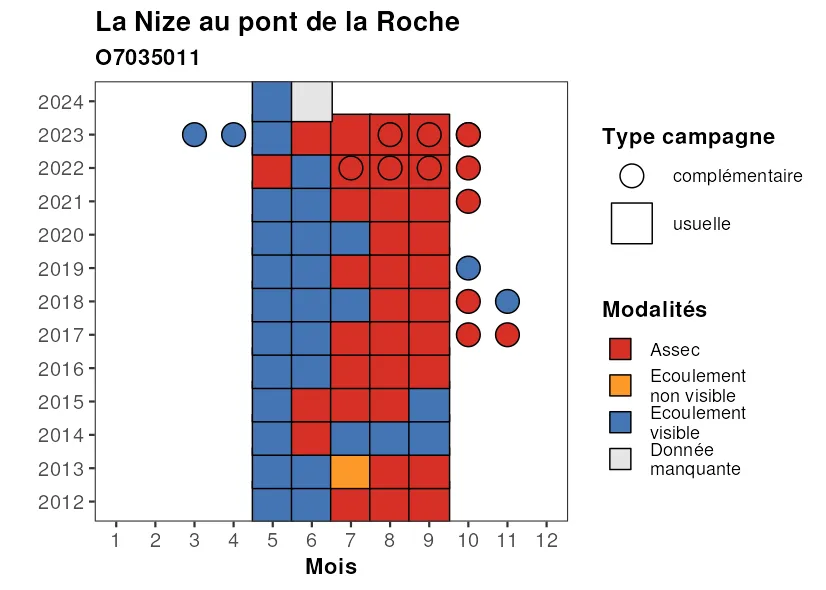 La Nize au pont de la Roche
O7035011
2024
2023
2022
2021
2020
2019
2018
2017
2016
2015
2014
2013
2012
1 2 3 4 5 6 7 8 9 10 11 12
Mois
Type campagne
complémentaire
usuelle
Modalités
Assec
Ecoulement
non visible
Ecoulement
visible
Donnée
manquante